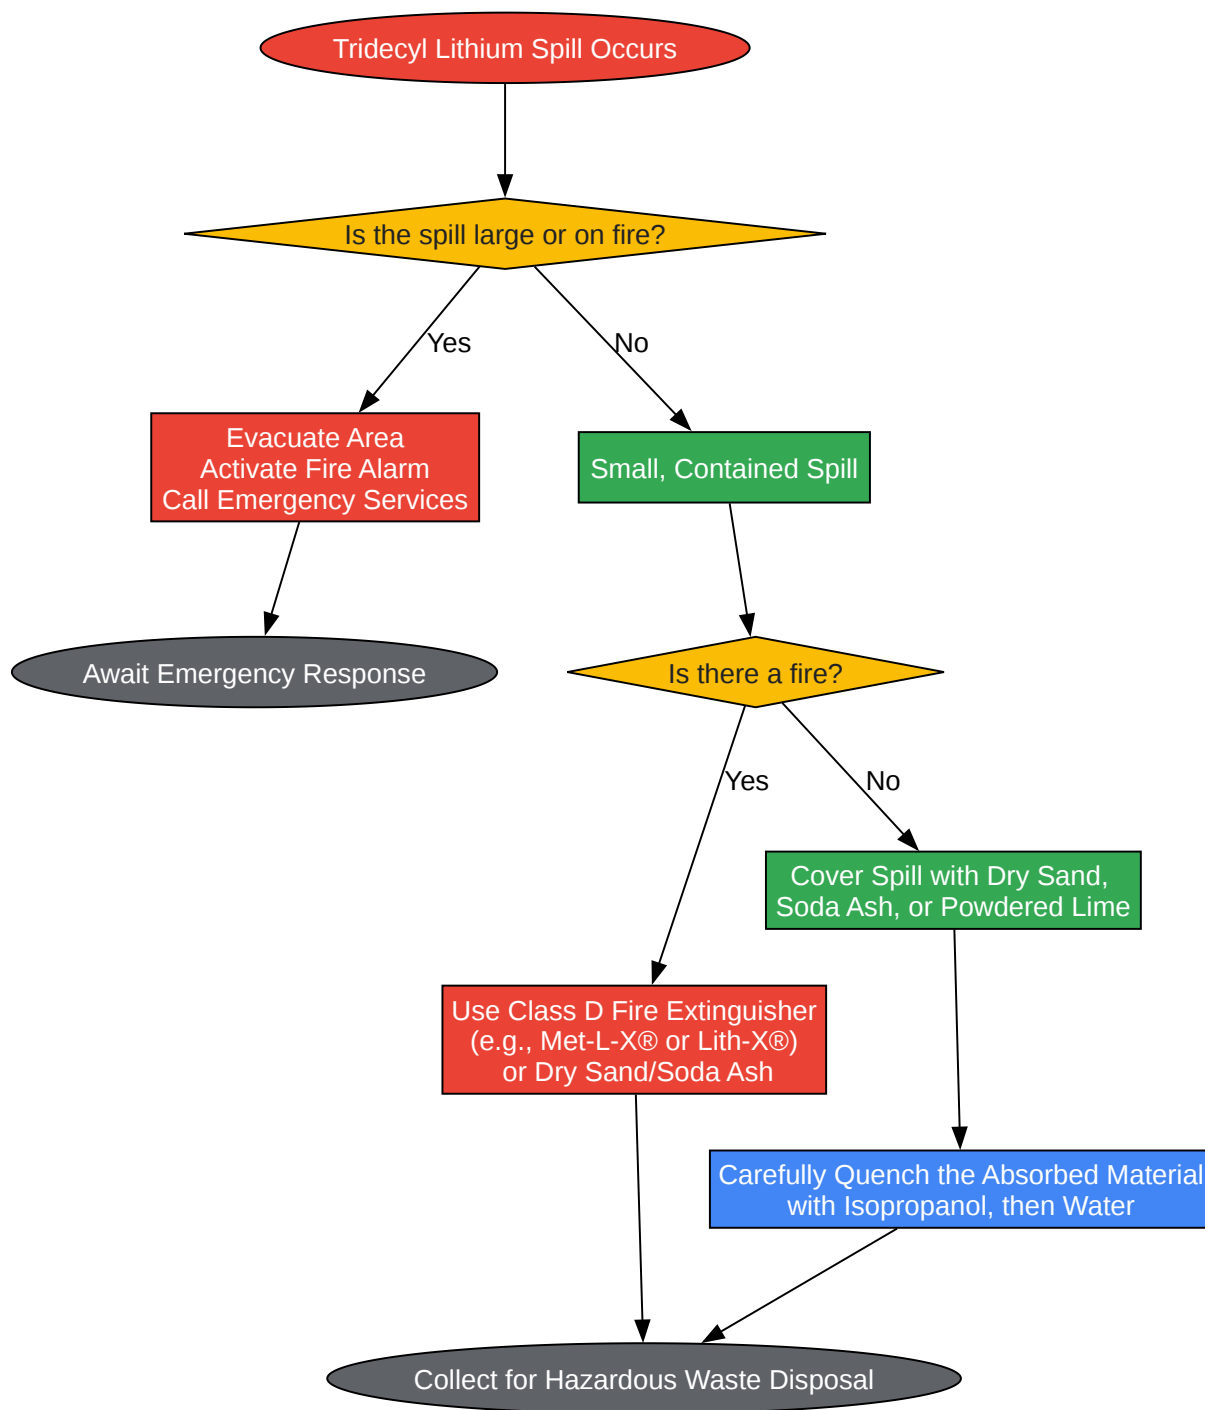 Tridecyl Lithium Spill Occurs
Is the spill large or on fire?
Yes
No
Evacuate Area
Activate Fire Alarm
Call Emergency Services
Small, Contained Spill
Await Emergency Response
Is there a fire?
Yes
No
Cover Spill with Dry Sand,
Soda Ash, or Powdered Lime
Use Class D Fire Extinguisher
(e.g., Met-L-X® or Lith-X®)
or Dry Sand/Soda Ash
Carefully Quench the Absorbed Material
with Isopropanol, then Water
Collect for Hazardous Waste Disposal